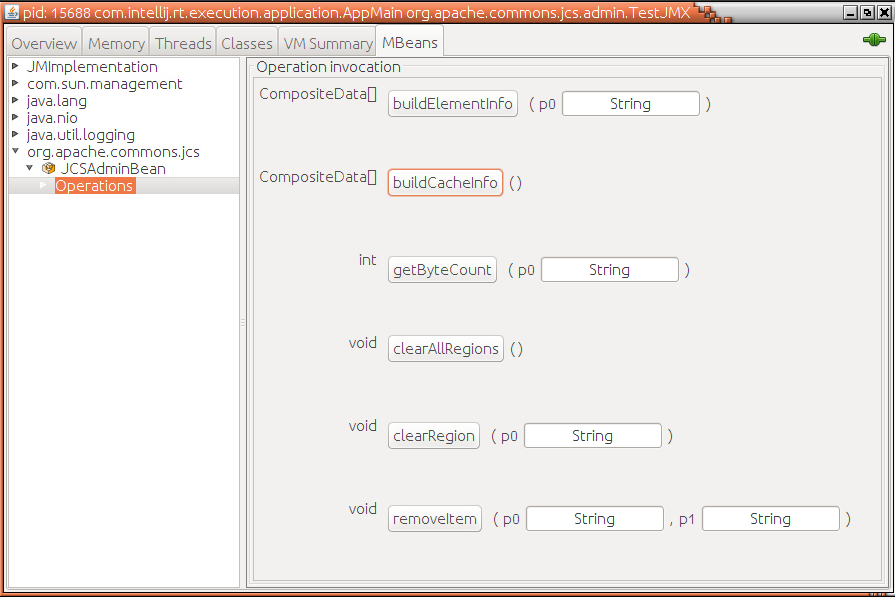 pid: 15688 com.intellij.rt.execution.application.AppMain org.apache.commons.jcs.admin.TestJMX
Overview Memory Threads Classes VM Summary MBeans
JMImplementation
com.sun.management
java.lang
java.nio
java.util.logging
org.apache.commons.jcs
JCSAdminBean
Operations
Operation invocation
CompositeData[] buildElementInfo ( p0 String )
CompositeData[] buildCacheInfo ()
int getByteCount ( p0 String )
void clearAllRegions ()
void clearRegion ( p0 String )
void removeItem ( p0 String , p1 String )